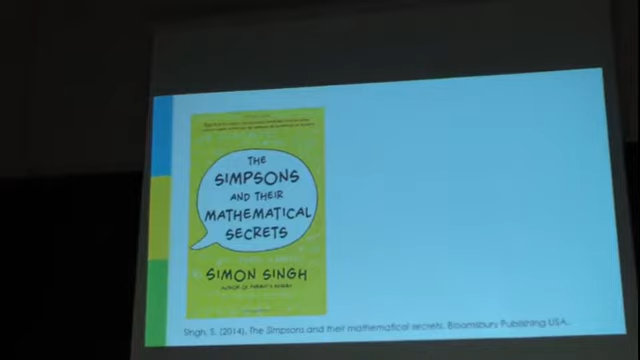 THE
SIMPSONS
AND THEIR
MATHEMATICAL
SECRETS
SIMON SINGH
AUTHOR OF FERMAT'S ENIGMA
Singh, S. (2014). The Simpsons and their mathematical secrets. Bloomsbury Publishing USA.